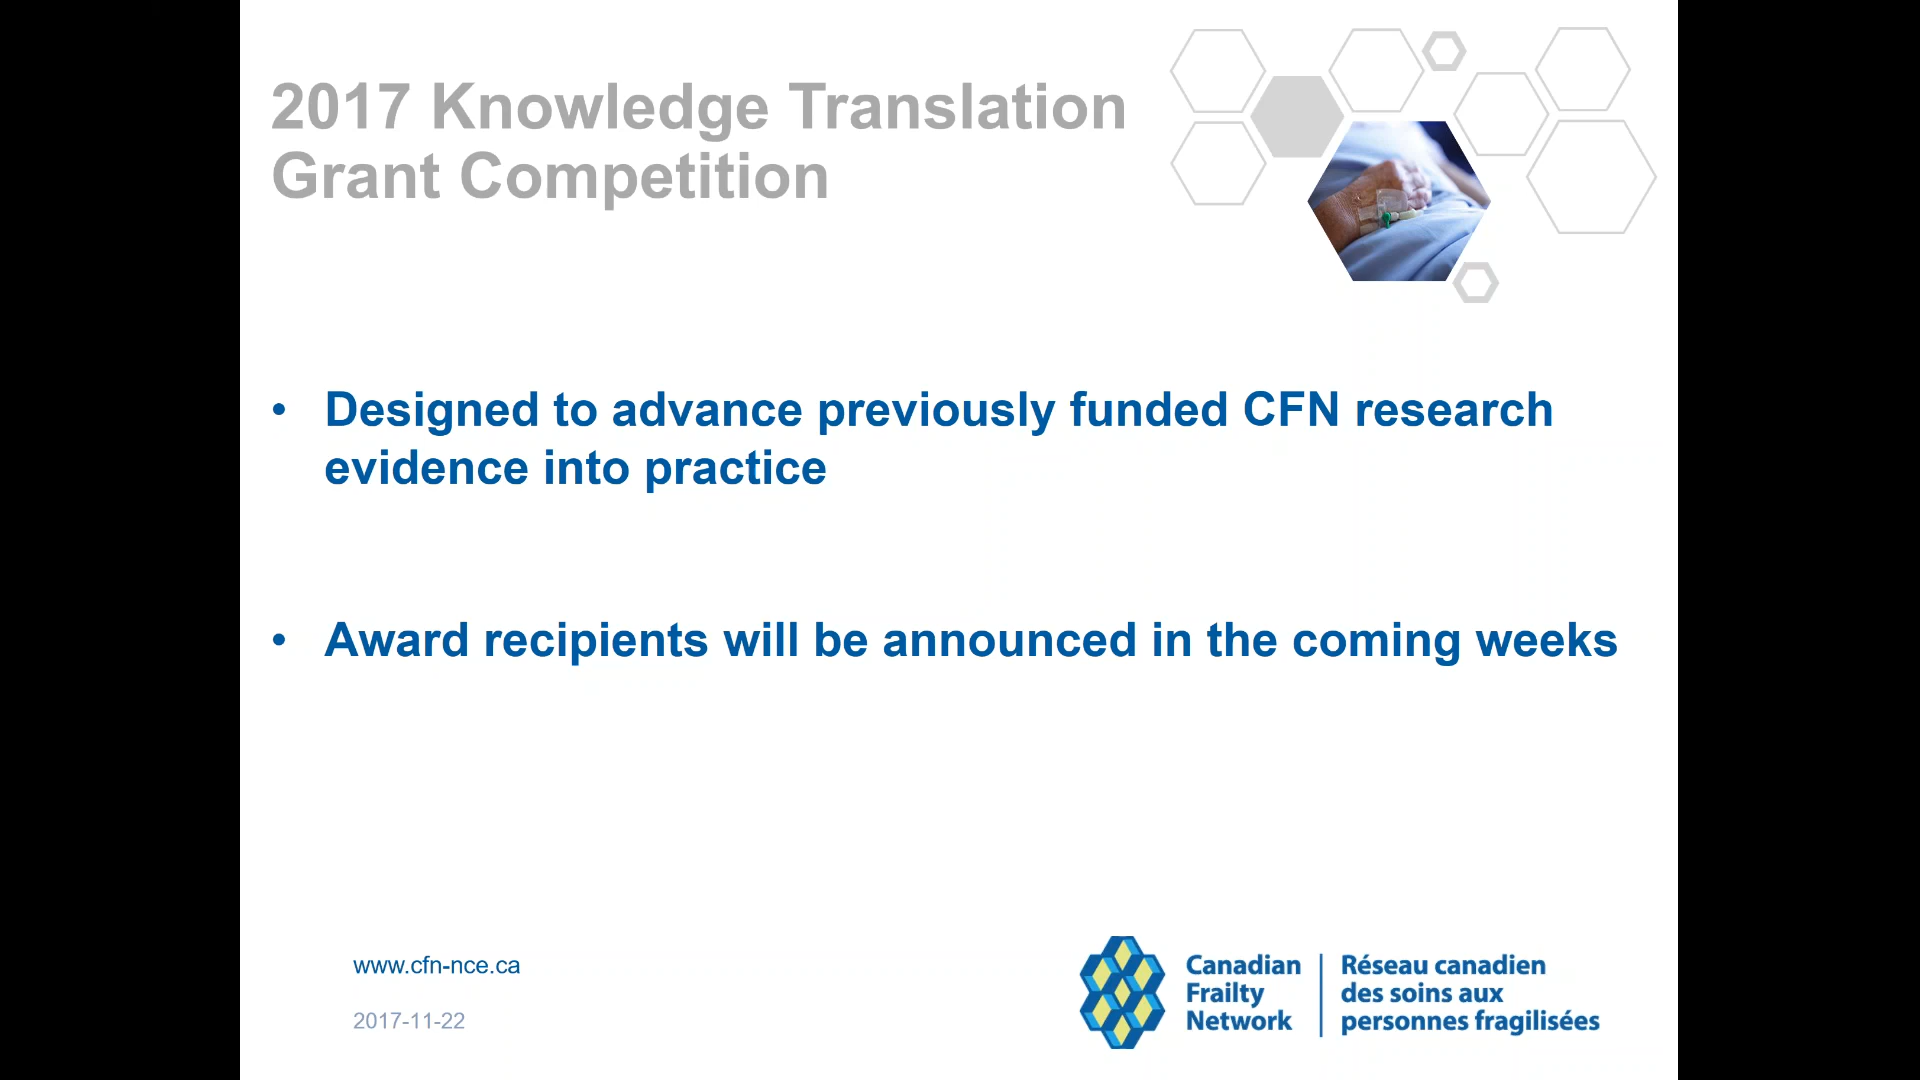 2017 Knowledge Translation
Grant Competition
• Designed to advance previously funded CFN research
evidence into practice
• Award recipients will be announced in the coming weeks
www.cfn-nce.ca
2017-11-22
Canadian
Frailty
Network
Réseau canadien
des soins aux
personnes fragilisées